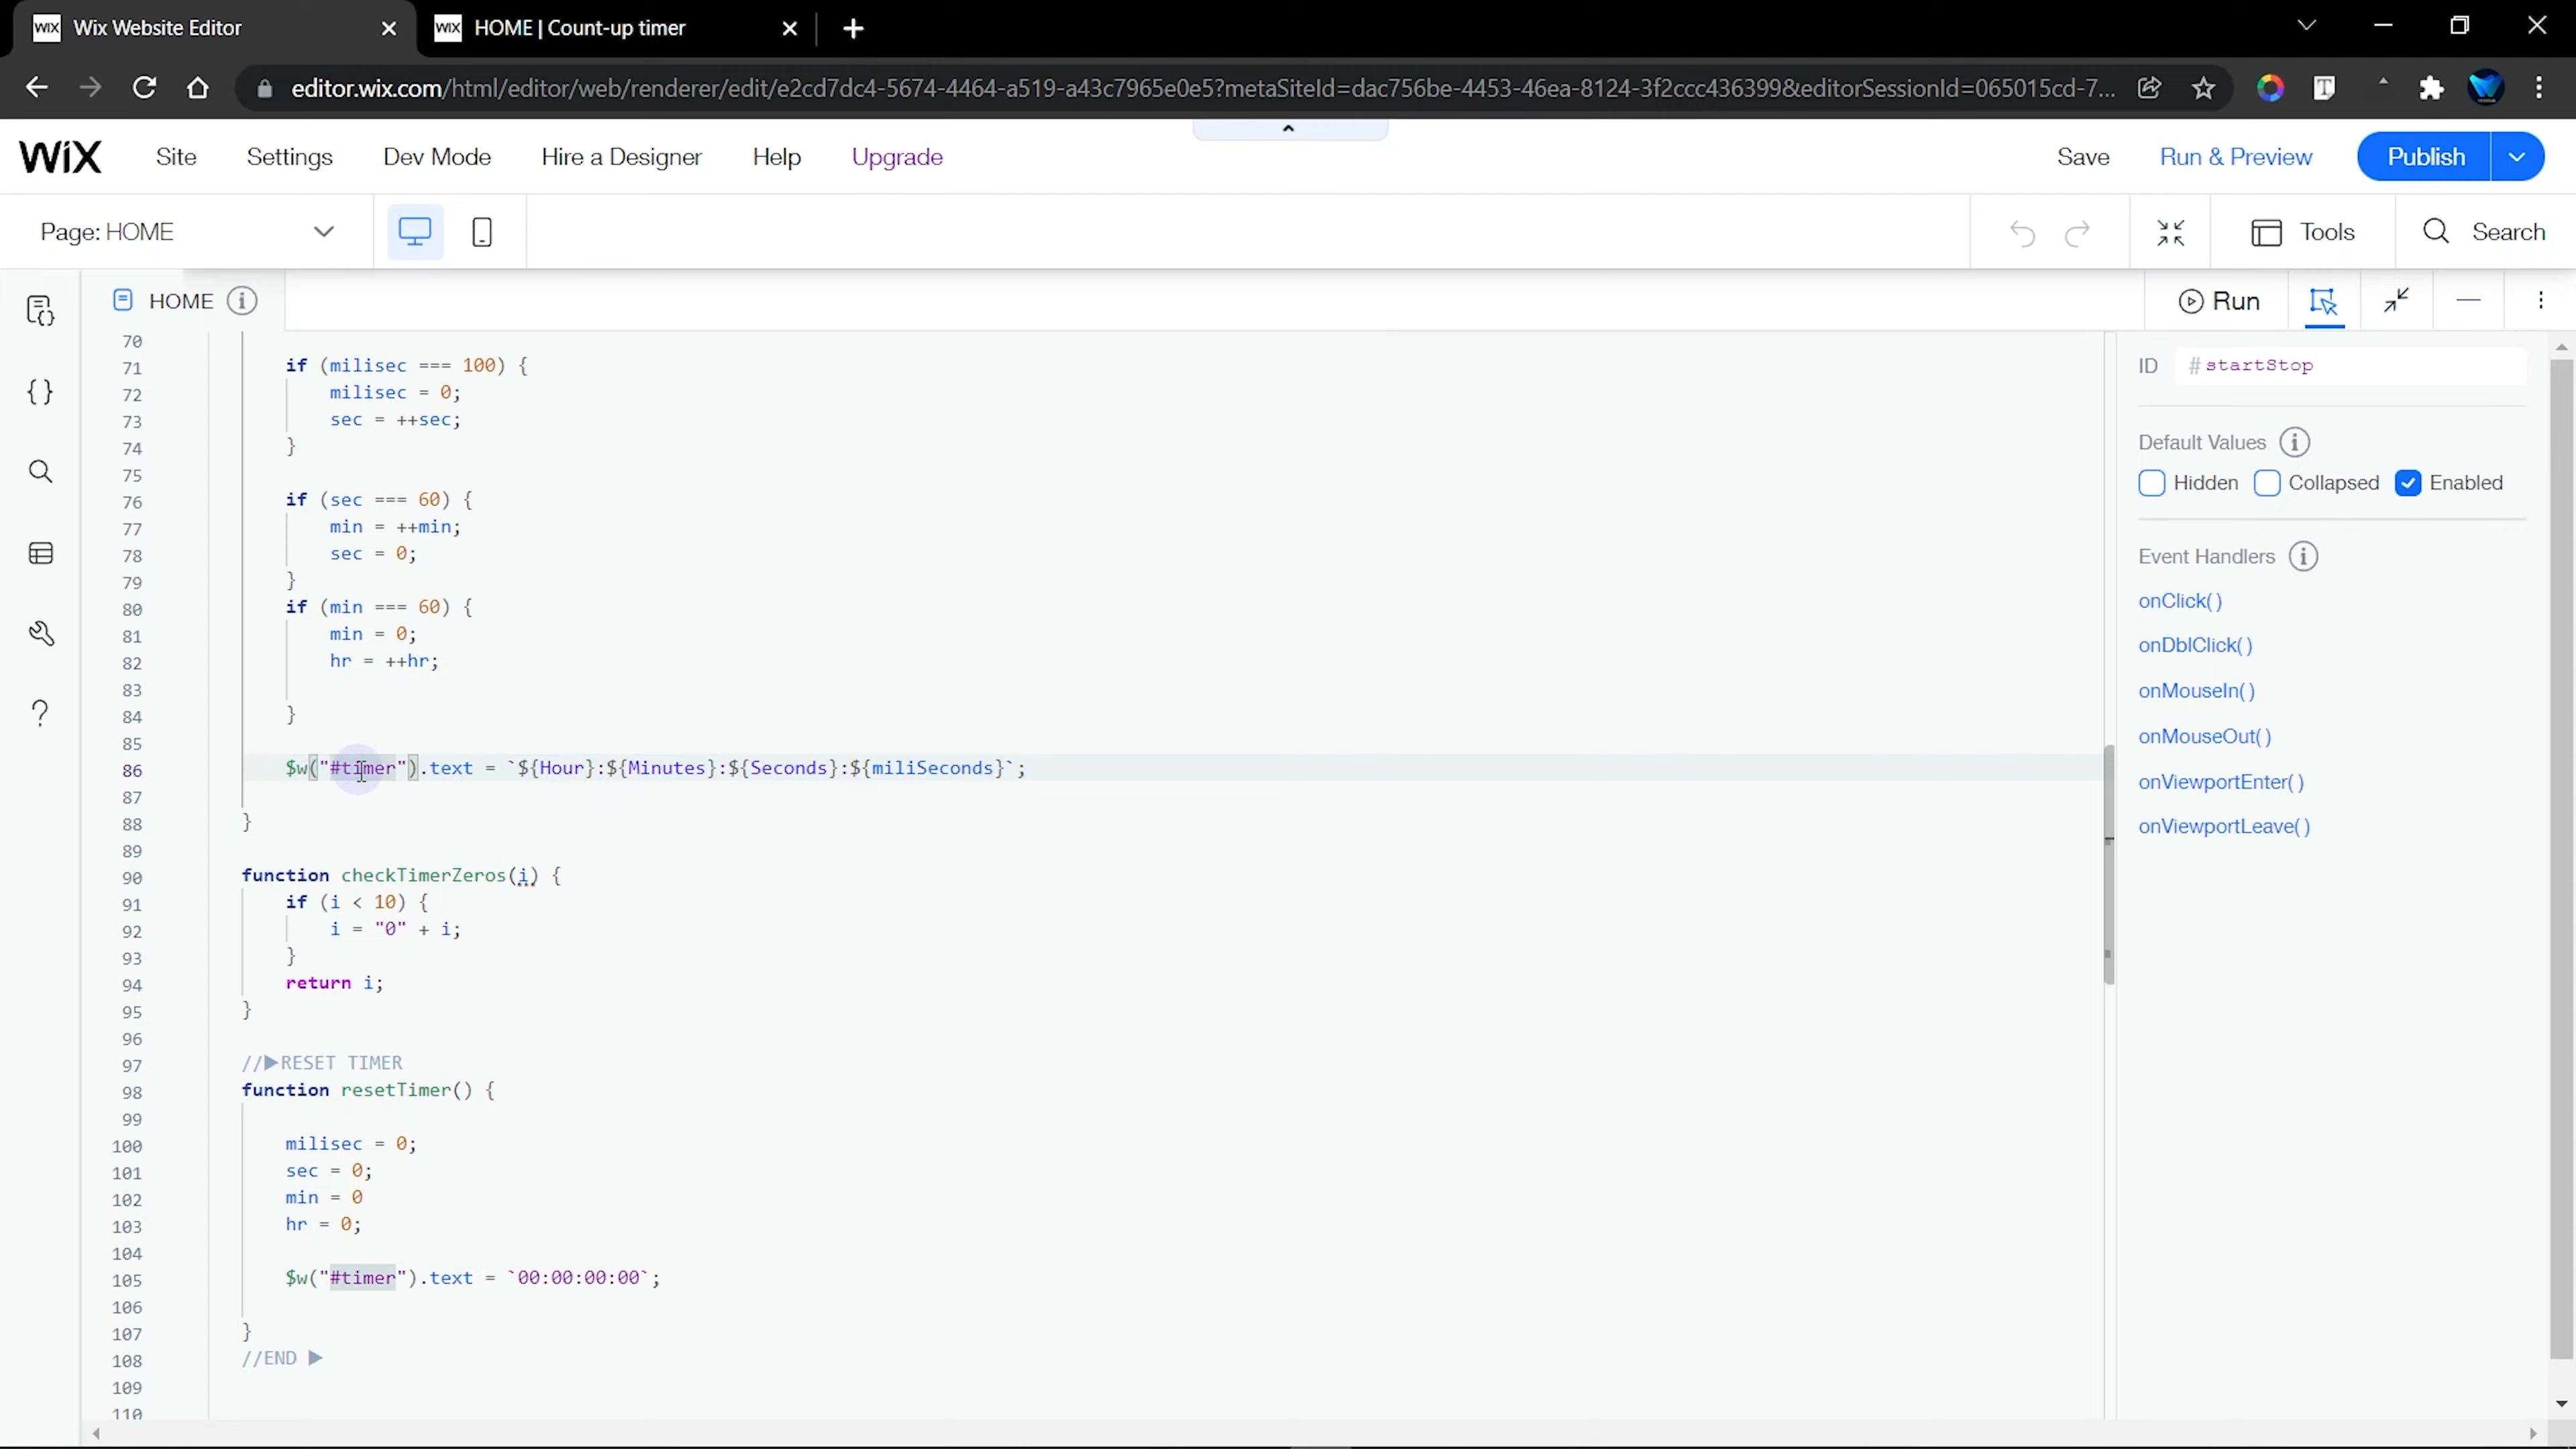 WiX Wix Website Editor
WiX HOME | Count-up timer
editor.wix.com/html/editor/web/renderer/edit/e2cd7dc4-5674-4464-a519-a43c7965e0e5?metaSiteId=dac756be-4453-46ea-8124-3f2ccc436399&editorSessionId=065015cd-7...
WiX Site Settings Dev Mode Hire a Designer Help Upgrade Save Run & Preview Publish
Page: HOME Tools Search
HOME Run
70
71 if (milisec === 100) {
72 milisec = 0;
73 sec = ++sec;
74 }
75
76 if (sec === 60) {
77 min = ++min;
78 sec = 0;
79 }
80 if (min === 60) {
81 min = 0;
82 hr = ++hr;
83
84 }
85
86 $w("#timer").text = `${Hour}:${Minutes}:${Seconds}:${miliSeconds}`;
87
88 }
89
90 function checkTimerZeros(i) {
91 if (i < 10) {
92 i = "0" + i;
93 }
94 return i;
95 }
96
97 //▶RESET TIMER
98 function resetTimer() {
99
100 milisec = 0;
101 sec = 0;
102 min = 0
103 hr = 0;
104
105 $w("#timer").text = `00:00:00:00`;
106
107 }
108 //END ▶
109
110
ID #startStop
Default Values
Hidden Collapsed Enabled
Event Handlers
onClick()
onDblClick()
onMouseIn()
onMouseOut()
onViewportEnter()
onViewportLeave()